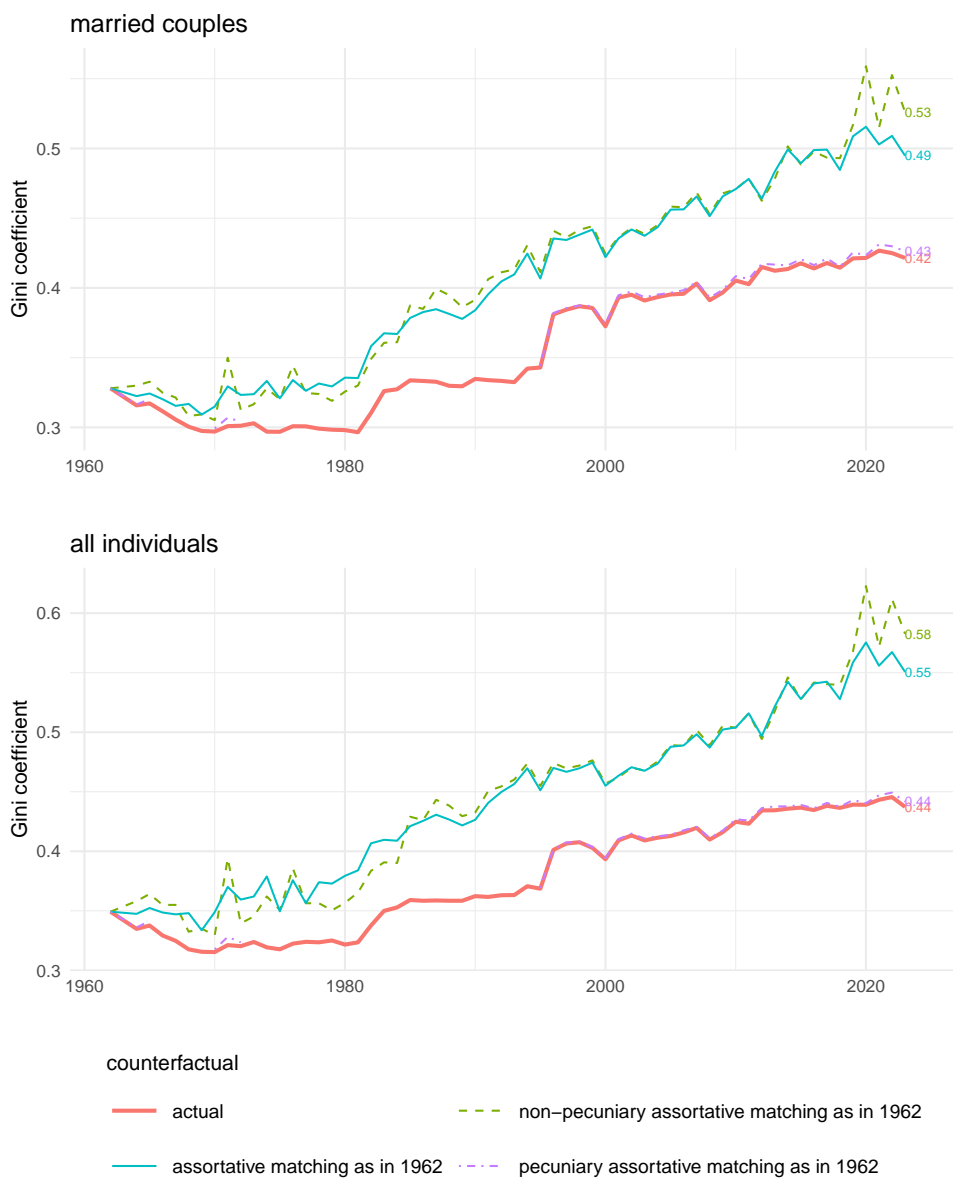 married couples
Gini coefficient
0.5
0.4
0.3
0.53
0.49
0.43
0.42
1960 1980 2000 2020
all individuals
Gini coefficient
0.6
0.5
0.4
0.3
0.58
0.55
0.44
0.44
1960 1980 2000 2020
counterfactual
actual non−pecuniary assortative matching as in 1962
assortative matching as in 1962 pecuniary assortative matching as in 1962